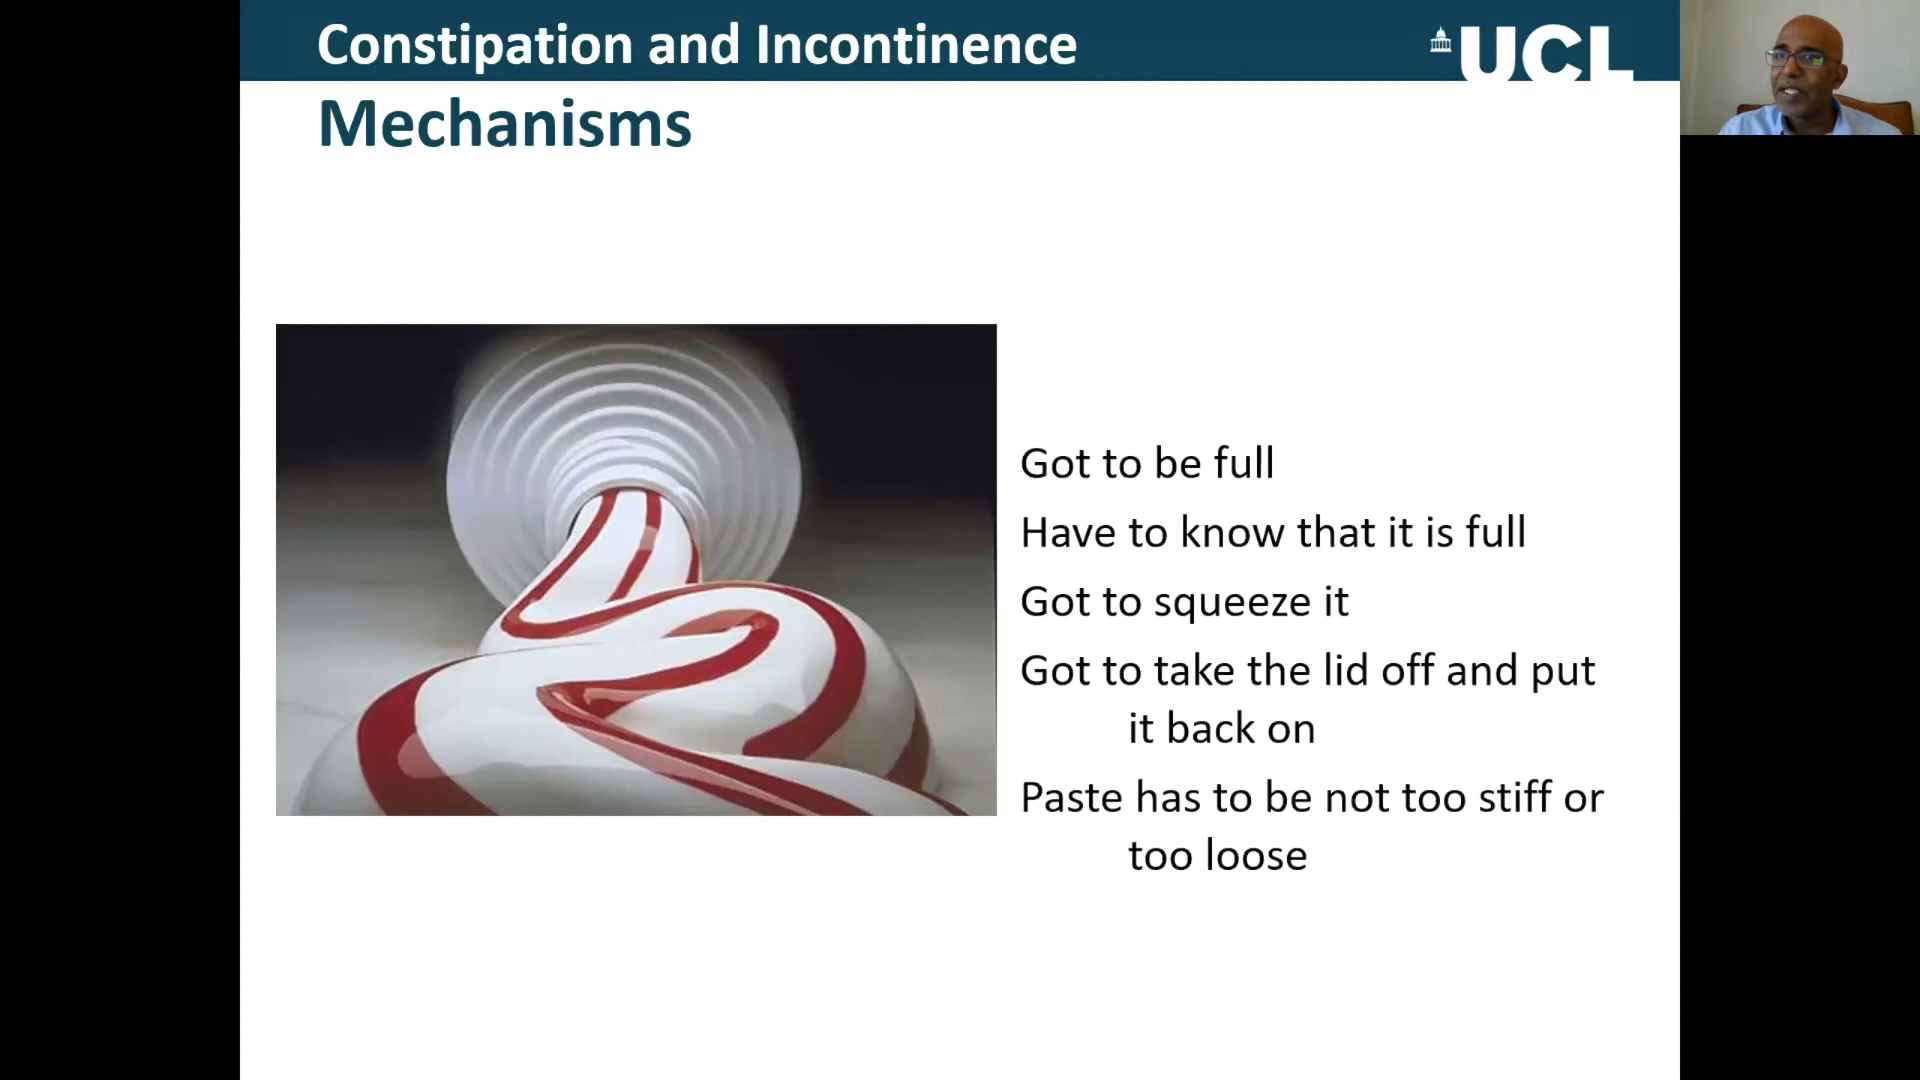 Constipation and Incontinence
UCL
Mechanisms
Got to be full
Have to know that it is full
Got to squeeze it
Got to take the lid off and put
it back on
Paste has to be not too stiff or
too loose